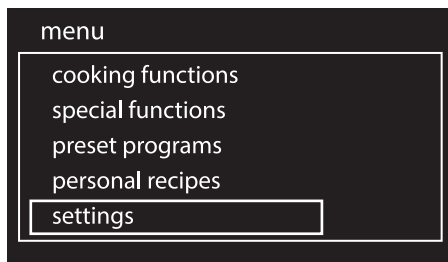 menu
cooking functions
special functions
preset programs
personal recipes
settings